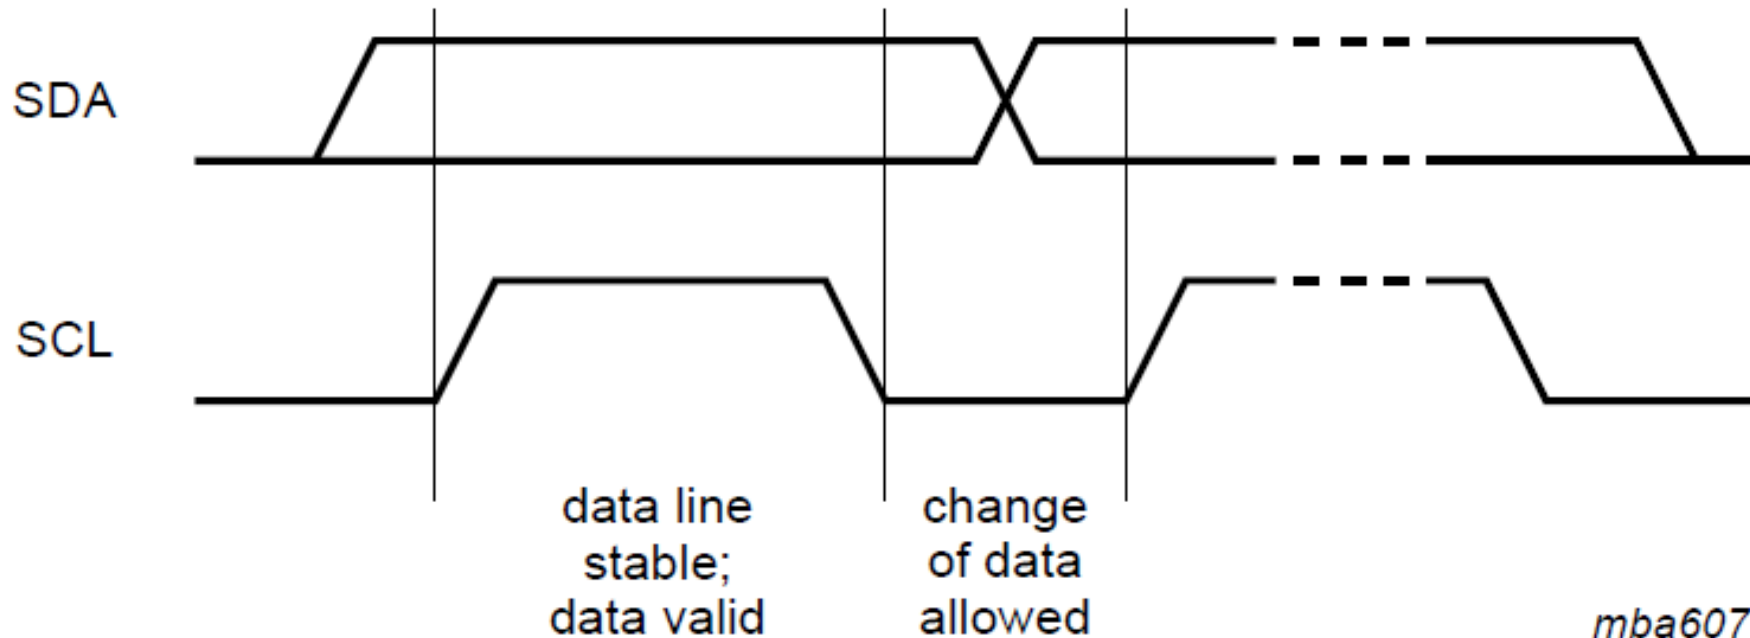 SDA
SCL
data line
stable;
data valid
change
of data
allowed
mba607